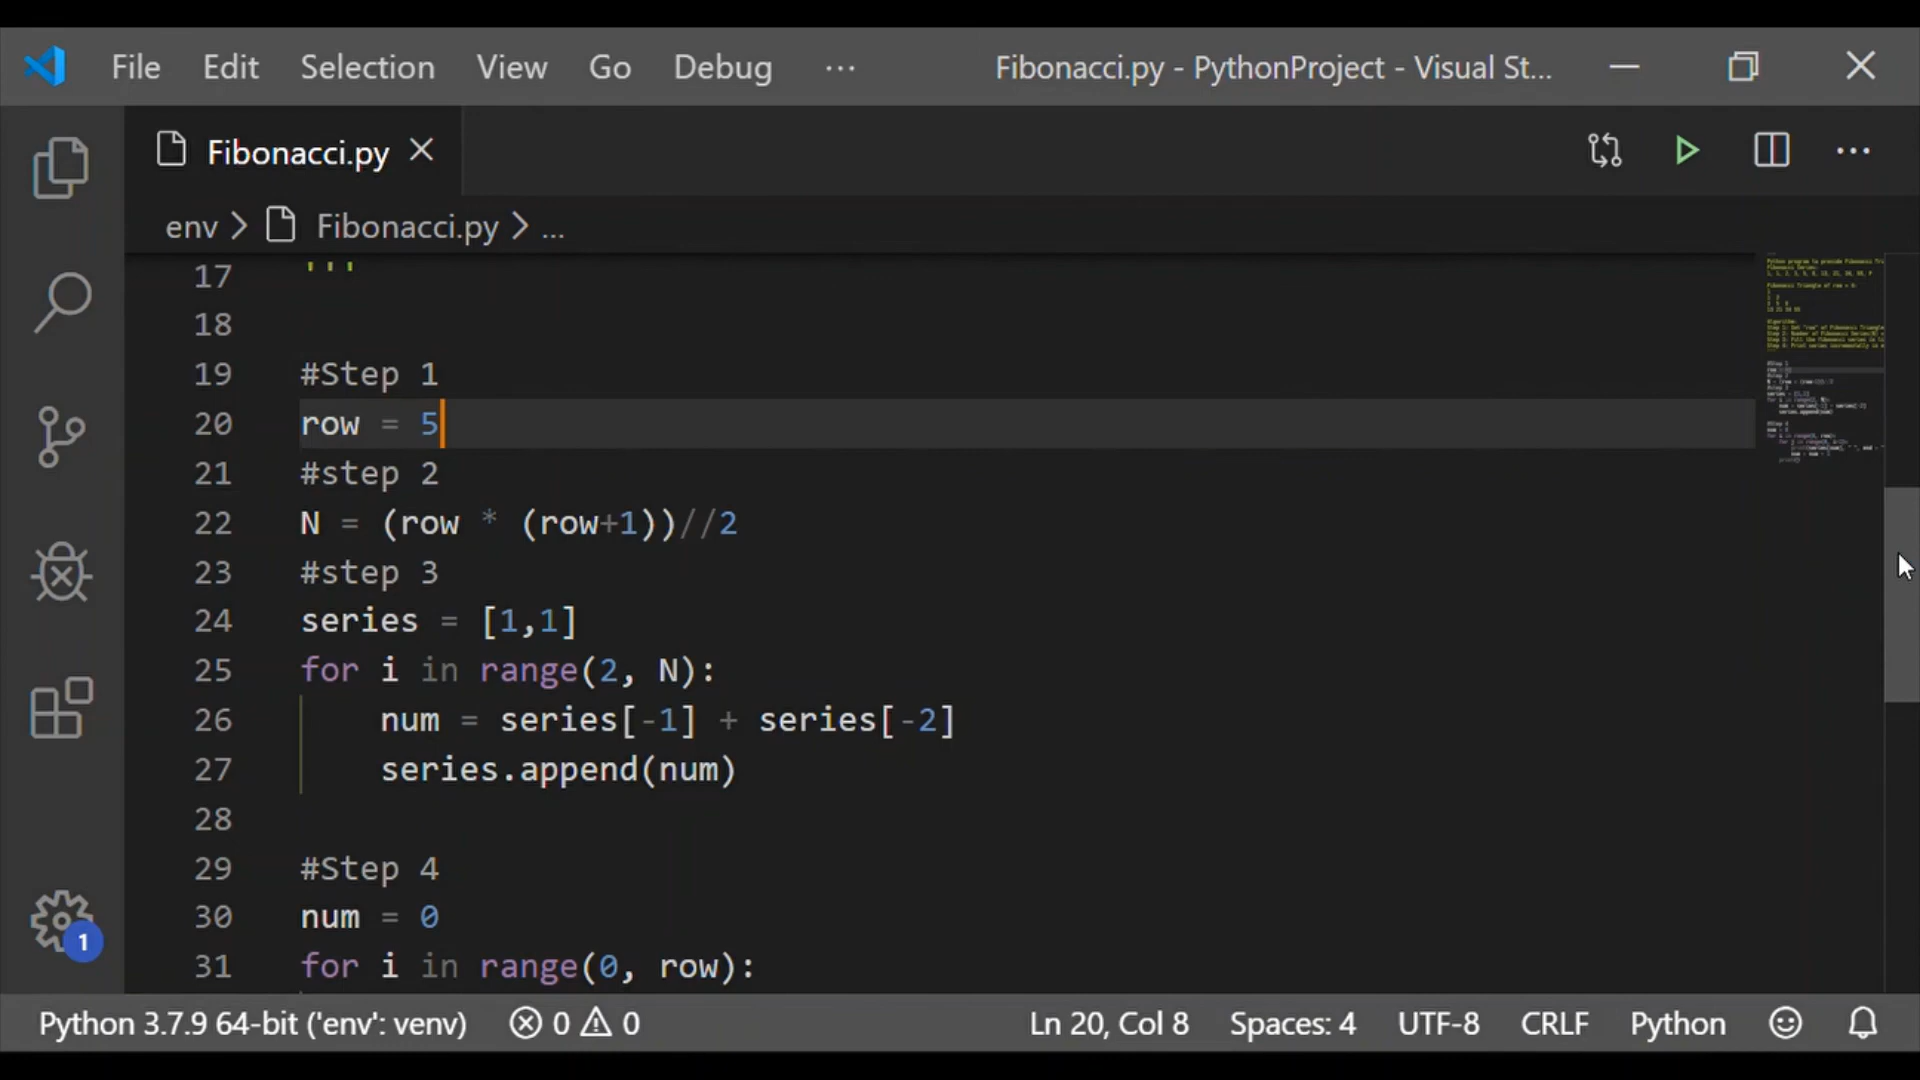 File Edit Selection View Go Debug ... Fibonacci.py - PythonProject - Visual St...
Fibonacci.py
env > Fibonacci.py > ...
17 '''
18
19 #Step 1
20 row = 5
21 #step 2
22 N = (row * (row+1))//2
23 #step 3
24 series = [1,1]
25 for i in range(2, N):
26 num = series[-1] + series[-2]
27 series.append(num)
28
29 #Step 4
30 num = 0
31 for i in range(0, row):
1
Python 3.7.9 64-bit ('env': venv) 0 0 Ln 20, Col 8 Spaces: 4 UTF-8 CRLF Python